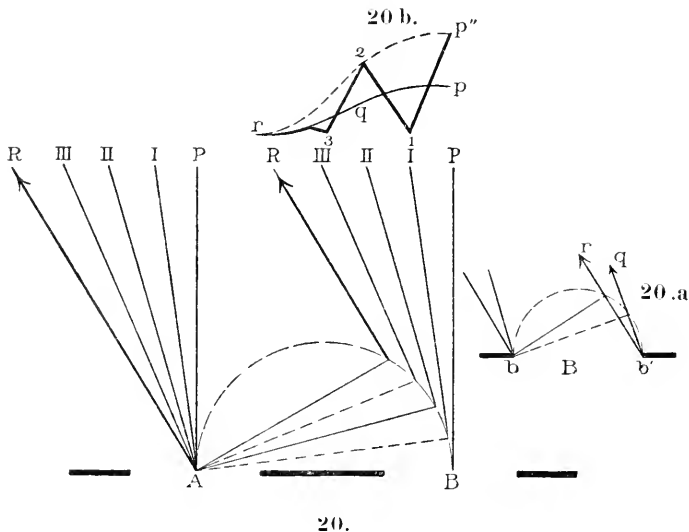 20 b.
p"
2
p
q
r
3
1
R III II I P
R III II I P
r
q
20.a
b B b'
A B
20.